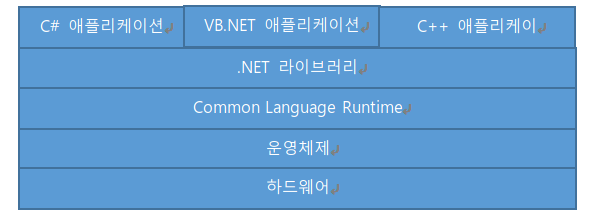 C# 애플리케이션
VB.NET 애플리케이션
C++ 애플리케이
.NET 라이브러리
Common Language Runtime
운영체제
하드웨어